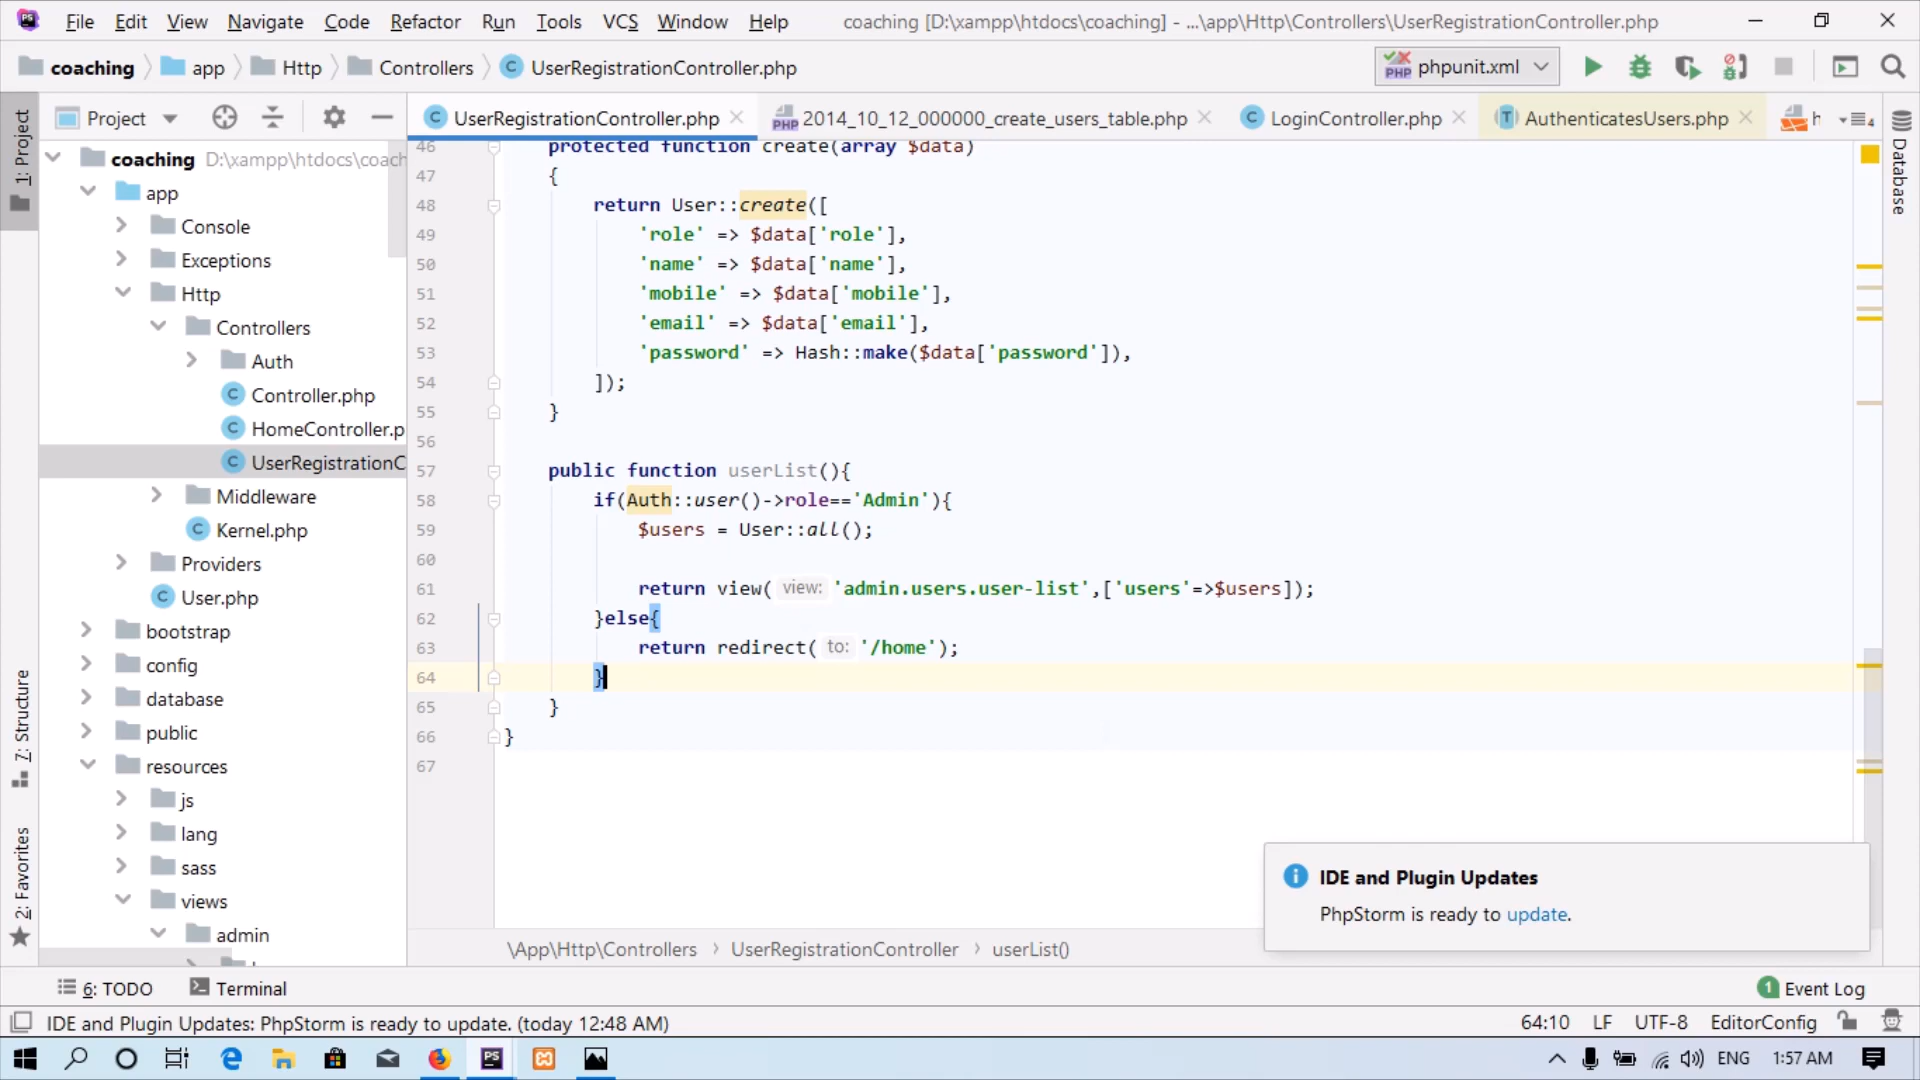 File Edit View Navigate Code Refactor Run Tools VCS Window Help coaching [D:\xampp\htdocs\coaching] - ...\app\Http\Controllers\UserRegistrationController.php
coaching app Http Controllers UserRegistrationController.php phpunit.xml
1: Project
Project
UserRegistrationController.php 2014_10_12_000000_create_users_table.php LoginController.php AuthenticatesUsers.php h
Database
coaching D:\xampp\htdocs\coach
app
Console
Exceptions
Http
Controllers
Auth
Controller.php
HomeController.p
UserRegistrationC
Middleware
Kernel.php
Providers
User.php
bootstrap
config
database
public
resources
js
lang
sass
views
admin
7: Structure
2: Favorites
46 protected function create(array $data)
47 {
48 return User::create([
49 'role' => $data['role'],
50 'name' => $data['name'],
51 'mobile' => $data['mobile'],
52 'email' => $data['email'],
53 'password' => Hash::make($data['password']),
54 ]);
55 }
56
57 public function userList(){
58 if(Auth::user()->role=='Admin'){
59 $users = User::all();
60
61 return view( view: 'admin.users.user-list',['users'=>$users]);
62 }else{
63 return redirect( to: '/home');
64 }
65 }
66 }
67
IDE and Plugin Updates
PhpStorm is ready to update.
\App\Http\Controllers › UserRegistrationController › userList()
6: TODO Terminal 1 Event Log
IDE and Plugin Updates: PhpStorm is ready to update. (today 12:48 AM) 64:10 LF UTF-8 EditorConfig
ENG 1:57 AM